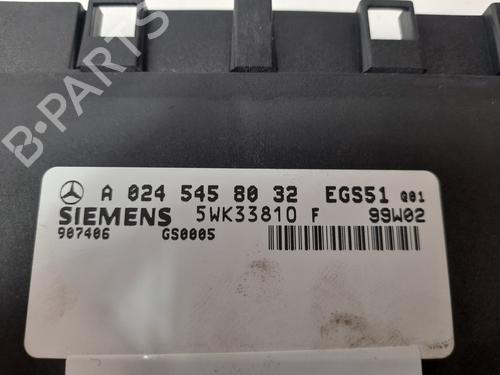 B-PARTS
A 024 545 80 32 EGS51 Q01
SIEMENS 5WK33810 F 99W02
907406 GS0005